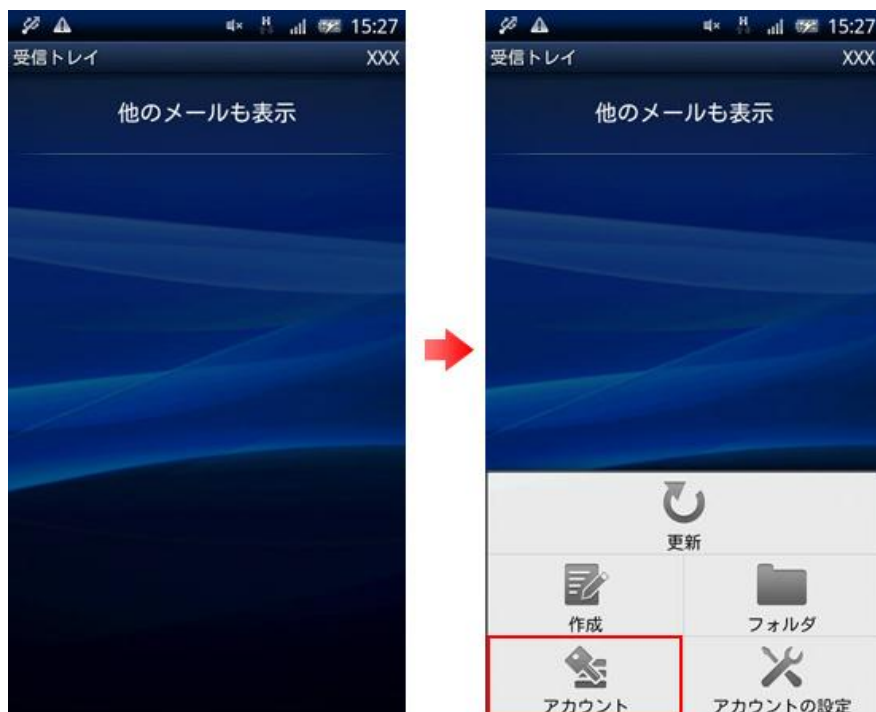 15:27
受信トレイ XXX
他のメールも表示
H 15:27
受信トレイ XXX
他のメールも表示
更新
作成 フォルダ
アカウント アカウントの設定